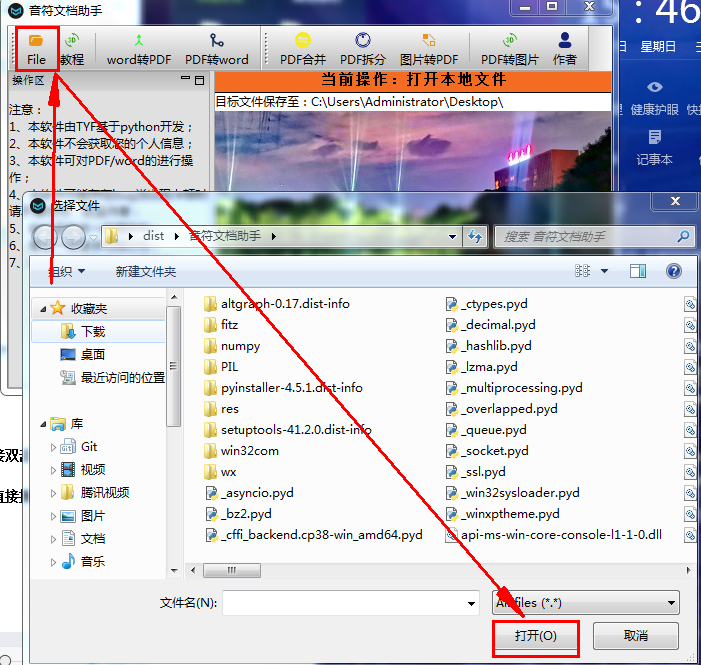 音符文档助手
: 46
File
教程
word转PDF
PDF转word
PDF合并
PDF拆分
图片转PDF
PDF转图片
作者
日 星期日
操作区
当前操作：打开本地文件
目标文件保存至：C:\Users\Administrator\Desktop\
健康护眼
快
记事本
注意：
1、本软件由TYF基于python开发；
2、本软件不会获取您的个人信息；
3、本软件可对PDF/word的进行操
作；
4、
请
5、
6、
7、
选择文件
dist
音符文档助手
搜索 音符文档助手
组织
新建文件夹
收藏夹
下载
桌面
最近访问的位置
库
Git
视频
腾讯视频
图片
文档
音乐
altgraph-0.17.dist-info
fitz
numpy
PIL
pyinstaller-4.5.1.dist-info
res
setuptools-41.2.0.dist-info
win32com
wx
_asyncio.pyd
_bz2.pyd
_cffi_backend.cp38-win_amd64.pyd
_ctypes.pyd
_decimal.pyd
_hashlib.pyd
_lzma.pyd
_multiprocessing.pyd
_overlapped.pyd
_queue.pyd
_socket.pyd
_ssl.pyd
_win32sysloader.pyd
_winxptheme.pyd
api-ms-win-core-console-l1-1-0.dll
文件名(N):
All files (*.*)
打开(O)
取消